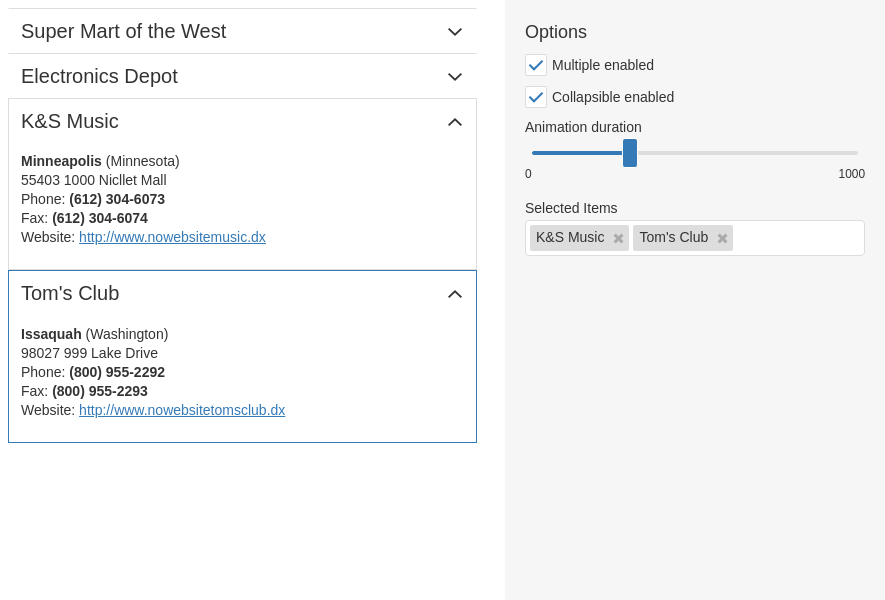 Super Mart of the West
Electronics Depot
K&S Music
Minneapolis (Minnesota)
55403 1000 Nicllet Mall
Phone: (612) 304-6073
Fax: (612) 304-6074
Website: http://www.nowebsitemusic.dx
Tom's Club
Issaquah (Washington)
98027 999 Lake Drive
Phone: (800) 955-2292
Fax: (800) 955-2293
Website: http://www.nowebsitetomsclub.dx
Options
Multiple enabled
Collapsible enabled
Animation duration
0 1000
Selected Items
K&S Music Tom's Club